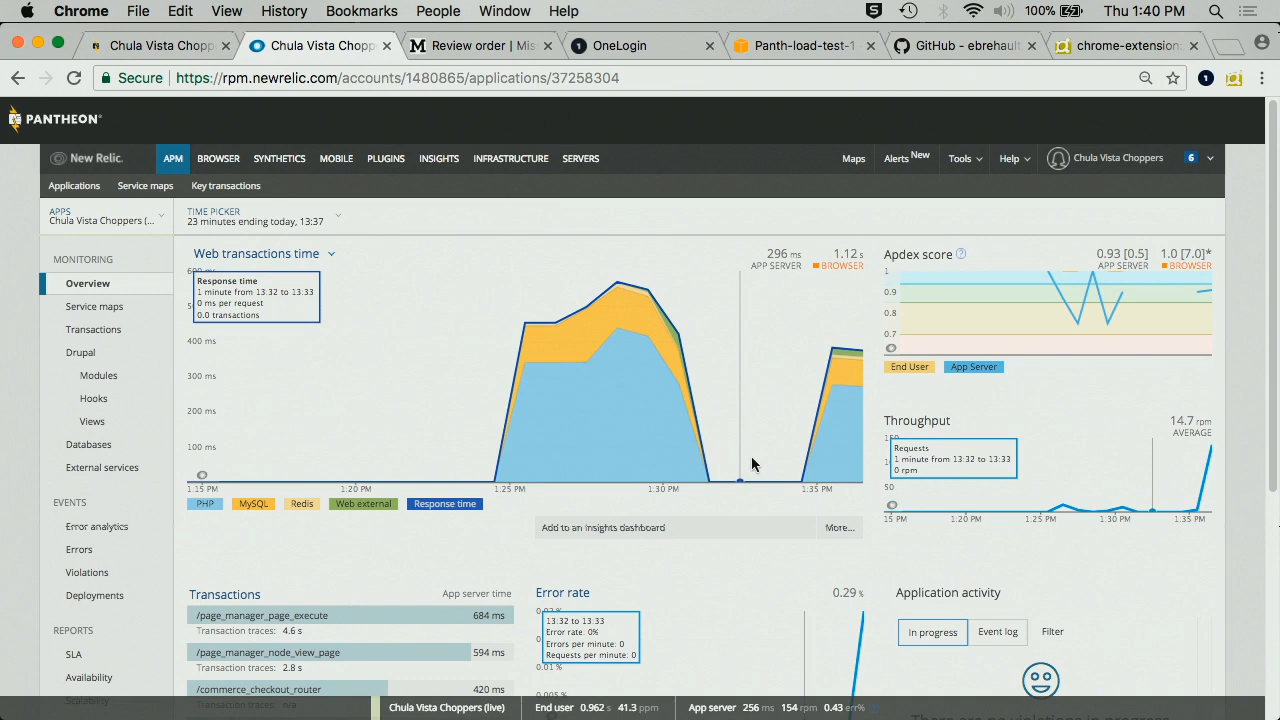 Chrome File Edit View History Bookmarks People Window Help 100% Thu 1:40 PM
Chula Vista Chopp × Chula Vista Chopp × Review order | Mis × OneLogin × Panth-load-test-1 × GitHub - ebrehault × chrome-extension: ×
Secure https://rpm.newrelic.com/accounts/1480865/applications/37258304
PANTHEON
New Relic. APM BROWSER SYNTHETICS MOBILE PLUGINS INSIGHTS INFRASTRUCTURE SERVERS Maps Alerts New Tools Help Chula Vista Choppers 6
Applications Service maps Key transactions
APPS
Chula Vista Choppers (...
TIME PICKER
23 minutes ending today, 13:37
MONITORING
Overview
Service maps
Transactions
Drupal
Modules
Hooks
Views
Databases
External services
EVENTS
Error analytics
Errors
Violations
Deployments
REPORTS
SLA
Availability
Scalability
Web transactions time
296 ms
APP SERVER
1.12 s
BROWSER
Response time
1 minute from 13:32 to 13:33
0 ms per request
0.0 transactions
400 ms
300 ms
200 ms
100 ms
1:15 PM 1:20 PM 1:25 PM 1:30 PM 1:35 PM
PHP MySQL Redis Web external Response time
Add to an Insights dashboard More...
Apdex score ?
0.93 [0.5]
APP SERVER
1.0 [7.0]*
BROWSER
1
0.9
0.8
0.7
End User App Server
Throughput
14.7 rpm
AVERAGE
Requests
1 minute from 13:32 to 13:33
0 rpm
50
15 PM 1:20 PM 1:25 PM 1:30 PM 1:35 PM
Transactions App server time
/page_manager_page_execute 684 ms
Transaction traces: 4.6 s
/page_manager_node_view_page 594 ms
Transaction traces: 2.8 s
/commerce_checkout_router 420 ms
Transaction traces: n/a
Error rate 0.29 %
13:32 to 13:33
Error rate: 0%
Errors per minute: 0
Requests per minute: 0
0.01 %
0.005 %
Application activity
In progress Event log Filter
There are no violations in progress
Chula Vista Choppers (live) End user 0.962 s 41.3 ppm App server 256 ms 154 rpm 0.43 err%